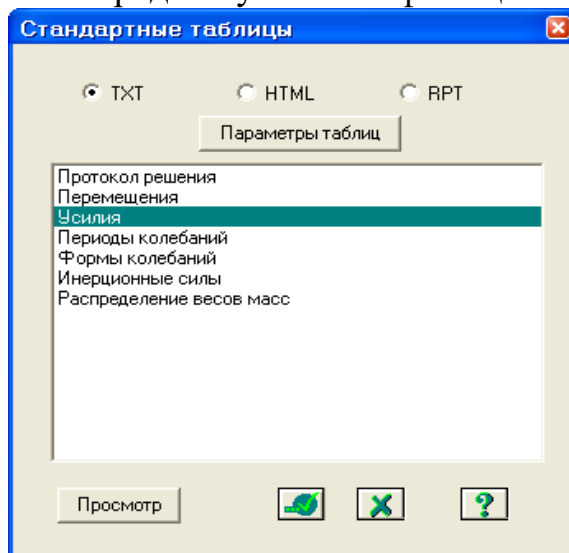 Стандартные таблицы
TXT HTML RPT
Параметры таблиц
Протокол решения
Перемещения
Усилия
Периоды колебаний
Формы колебаний
Инерционные силы
Распределение весов масс
Просмотр
?